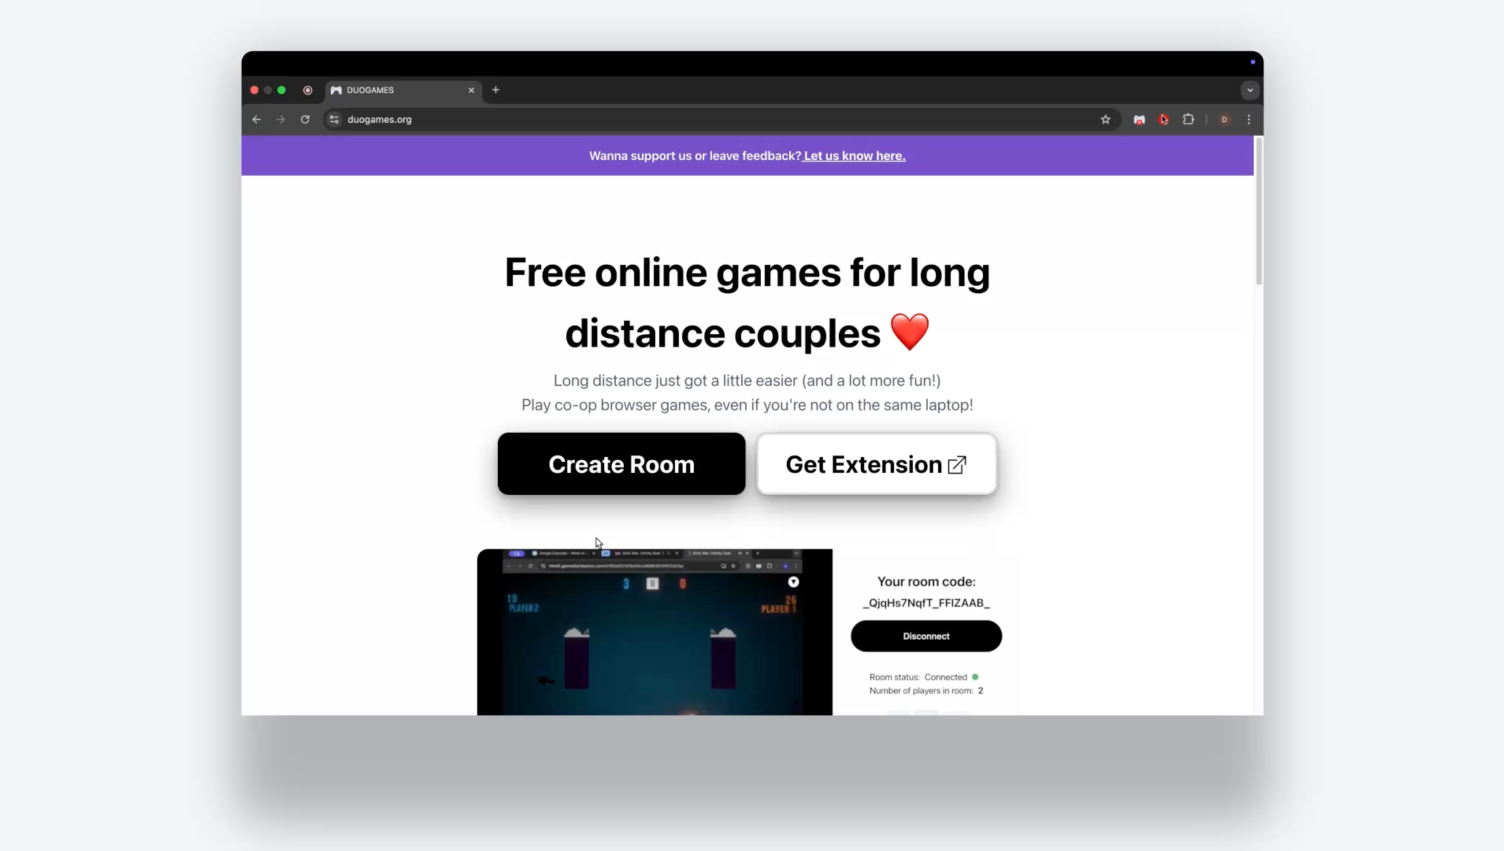 DUOGAMES
duogames.org
D
Wanna support us or leave feedback? Let us know here.
Free online games for long
distance couples ❤️
Long distance just got a little easier (and a lot more fun!)
Play co-op browser games, even if you're not on the same laptop!
Create Room
Get Extension
3
0
19
PLAYER 2
26
PLAYER 1
Your room code:
_QjqHs7NqfT_FFIZAAB_
Disconnect
Room status: Connected
Number of players in room: 2